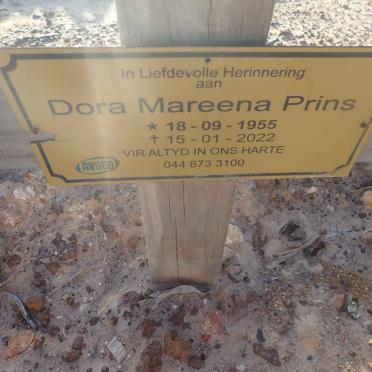 In Liefdevolle Herinnering
aan
Dora Mareena Prins
★ 18 - 09 - 1955
✝ 15 - 01 - 2022
VIR ALTYD IN ONS HARTE
AVBOB
044 873 3100